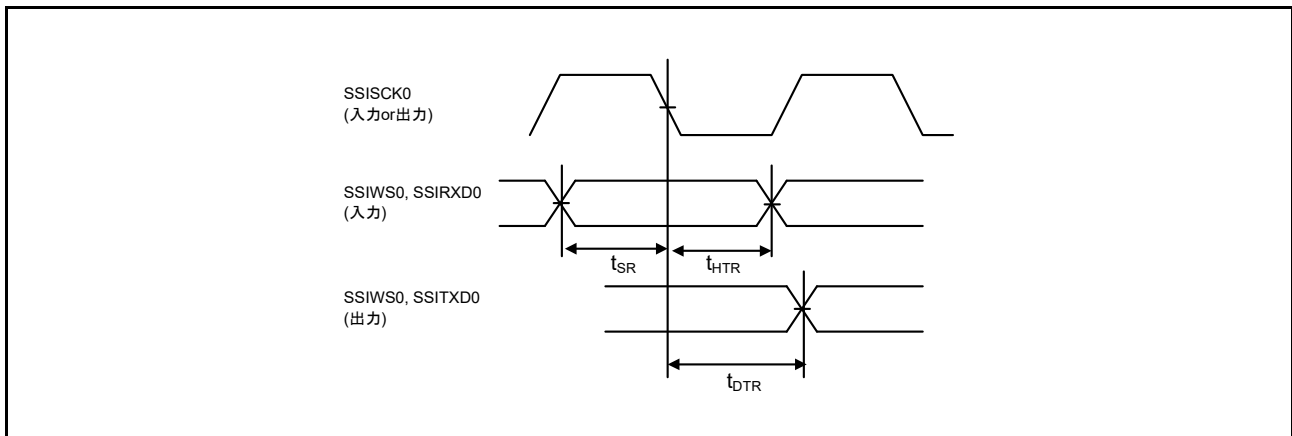 SSISCK0
(入力or出力)
SSIWS0, SSIRXD0
(入力)
tSR
tHTR
SSIWS0, SSITXD0
(出力)
tDTR